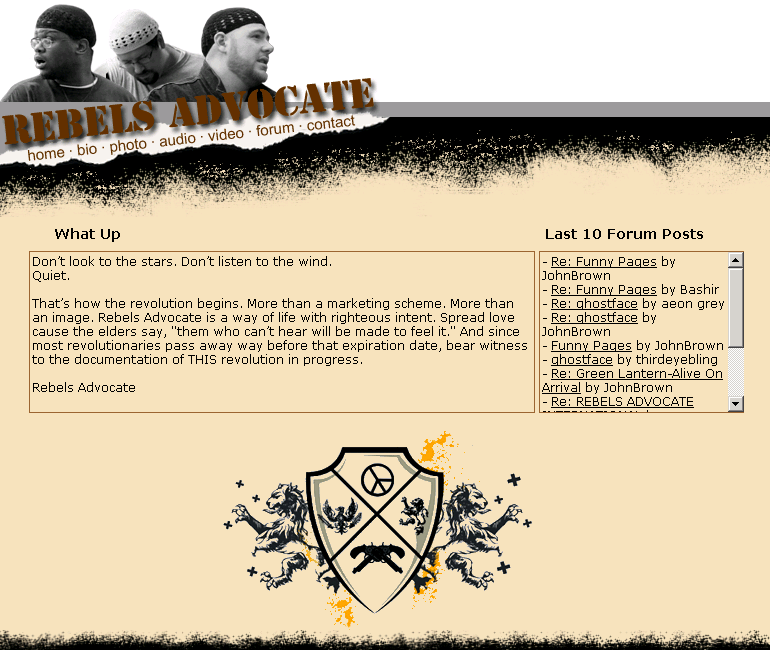 REBELS ADVOCATE
home · bio · photo · audio · video · forum · contact
What Up
Don't look to the stars. Don't listen to the wind.
Quiet.
That's how the revolution begins. More than a marketing scheme. More than
an image. Rebels Advocate is a way of life with righteous intent. Spread love
cause the elders say, "them who can't hear will be made to feel it." And since
most revolutionaries pass away way before that expiration date, bear witness
to the documentation of THIS revolution in progress.
Rebels Advocate
Last 10 Forum Posts
- Re: Funny Pages by
JohnBrown
- Re: Funny Pages by Bashir
- Re: ghostface by aeon grey
- Re: ghostface by
JohnBrown
- Funny Pages by JohnBrown
- ghostface by thirdeyebling
- Re: Green Lantern-Alive On
Arrival by JohnBrown
- Re: REBELS ADVOCATE